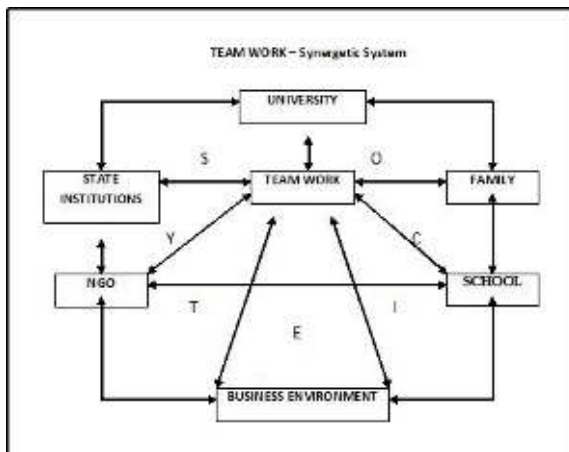 TEAM WORK – Synergetic System
UNIVERSITY
S
O
STATE
INSTITUTIONS
TEAM WORK
FAMILY
Y
C
NGO
SCHOOL
T
I
E
BUSINESS ENVIRONMENT